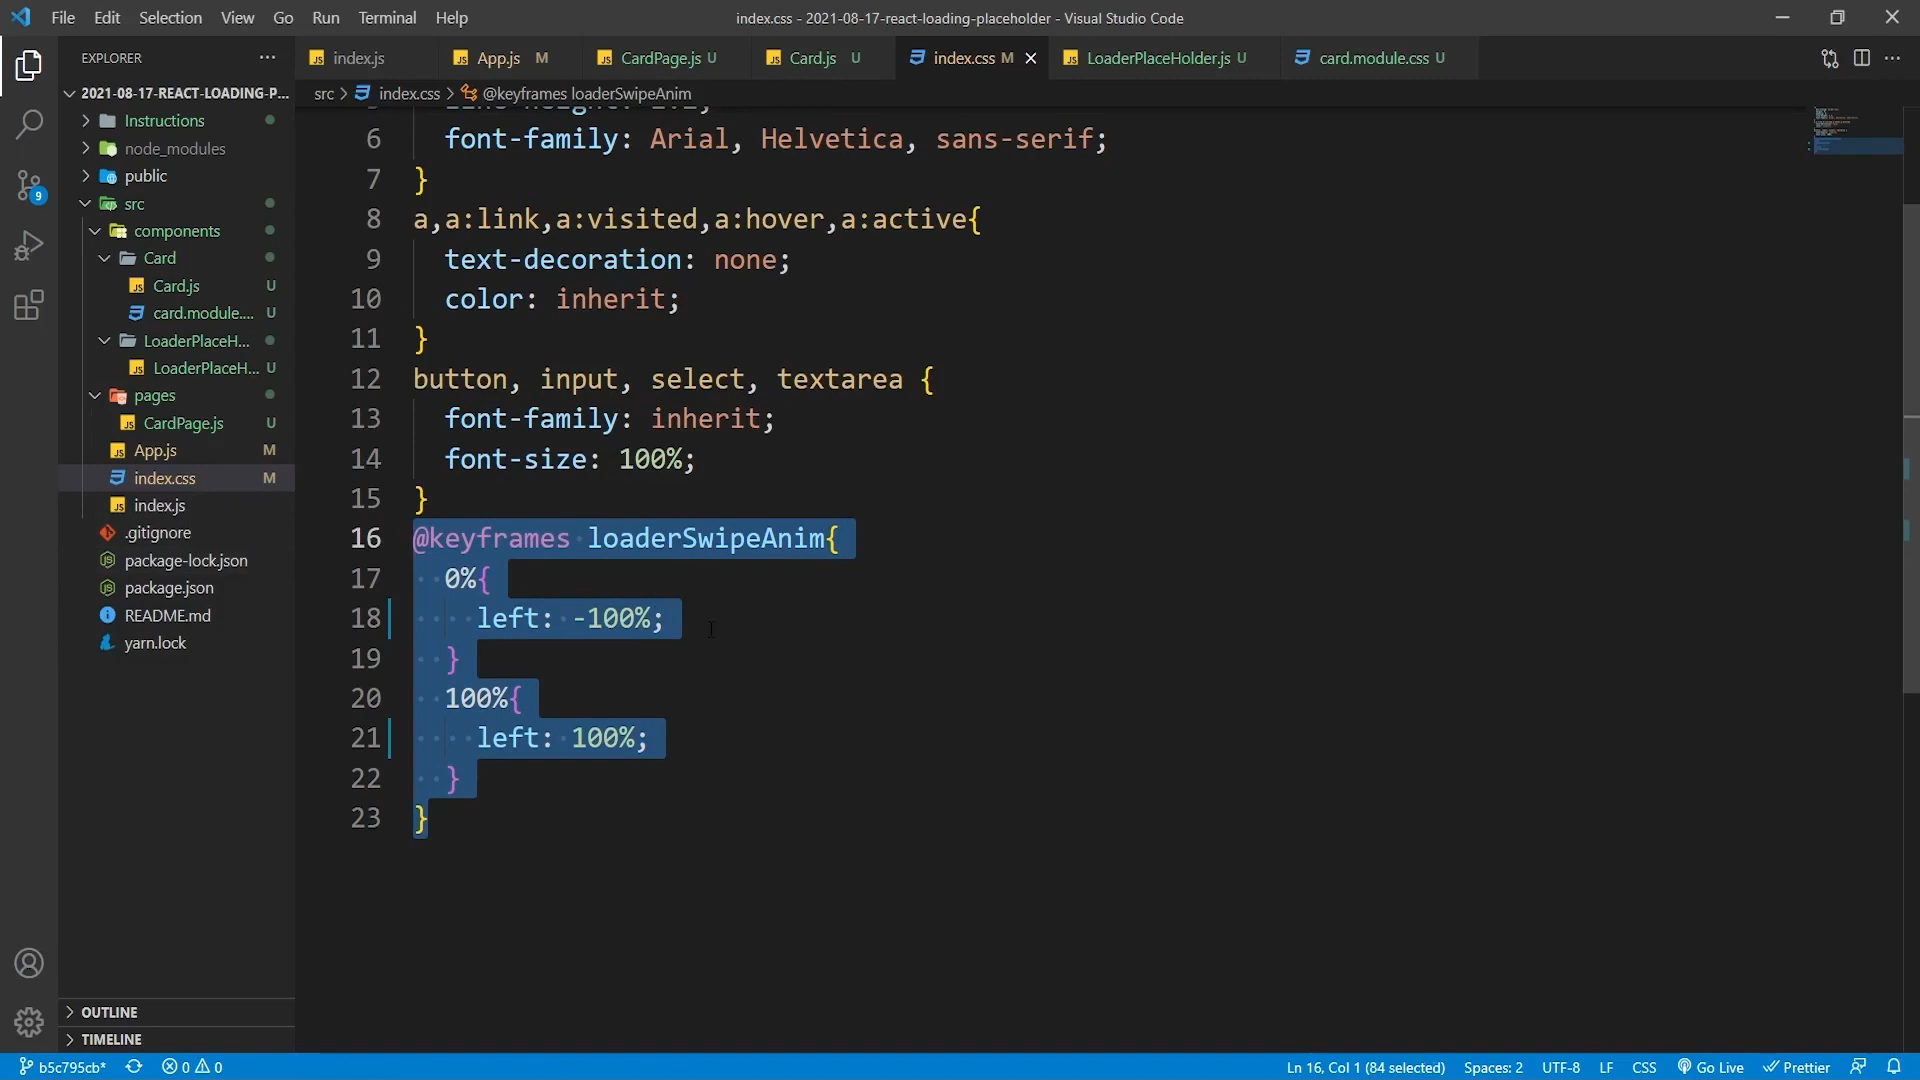 File Edit Selection View Go Run Terminal Help
index.css - 2021-08-17-react-loading-placeholder - Visual Studio Code
EXPLORER
index.js
App.js M
CardPage.js U
Card.js U
index.css M
LoaderPlaceHolder.js U
card.module.css U
src > index.css > @keyframes loaderSwipeAnim
2021-08-17-REACT-LOADING-P...
Instructions
node_modules
public
src
components
Card
Card.js U
card.module.... U
LoaderPlaceH...
LoaderPlaceH... U
pages
CardPage.js U
App.js M
index.css M
index.js
.gitignore
package-lock.json
package.json
README.md
yarn.lock
OUTLINE
TIMELINE
6 font-family: Arial, Helvetica, sans-serif;
7 }
8 a,a:link,a:visited,a:hover,a:active{
9 text-decoration: none;
10 color: inherit;
11 }
12 button, input, select, textarea {
13 font-family: inherit;
14 font-size: 100%;
15 }
16 @keyframes loaderSwipeAnim{
17 0%{
18 left: -100%;
19 }
20 100%{
21 left: 100%;
22 }
23 }
9
b5c795cb* 0 0
Ln 16, Col 1 (84 selected) Spaces: 2 UTF-8 LF CSS Go Live Prettier